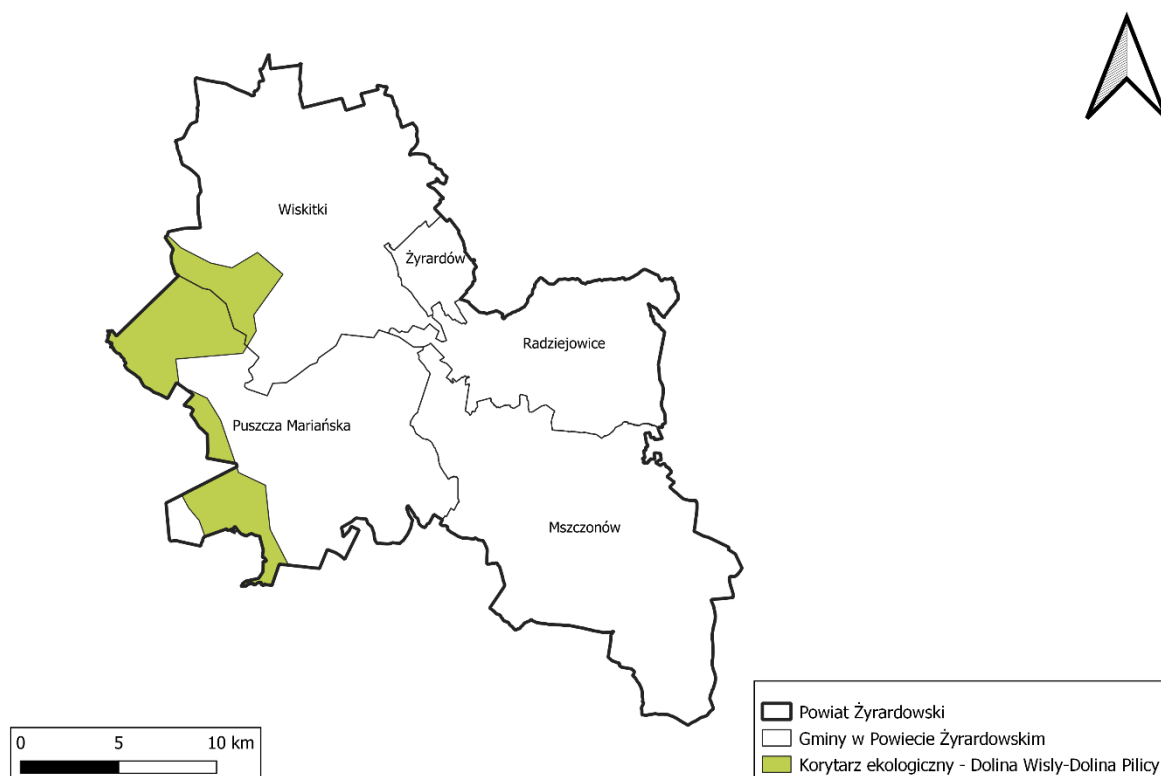 Wiskitki
Żyrardów
Radziejowice
Puszcza Mariańska
Mszczonów
0 5 10 km
Powiat Żyrardowski
Gminy w Powiecie Żyrardowskim
Korytarz ekologiczny - Dolina Wisly-Dolina Pilicy